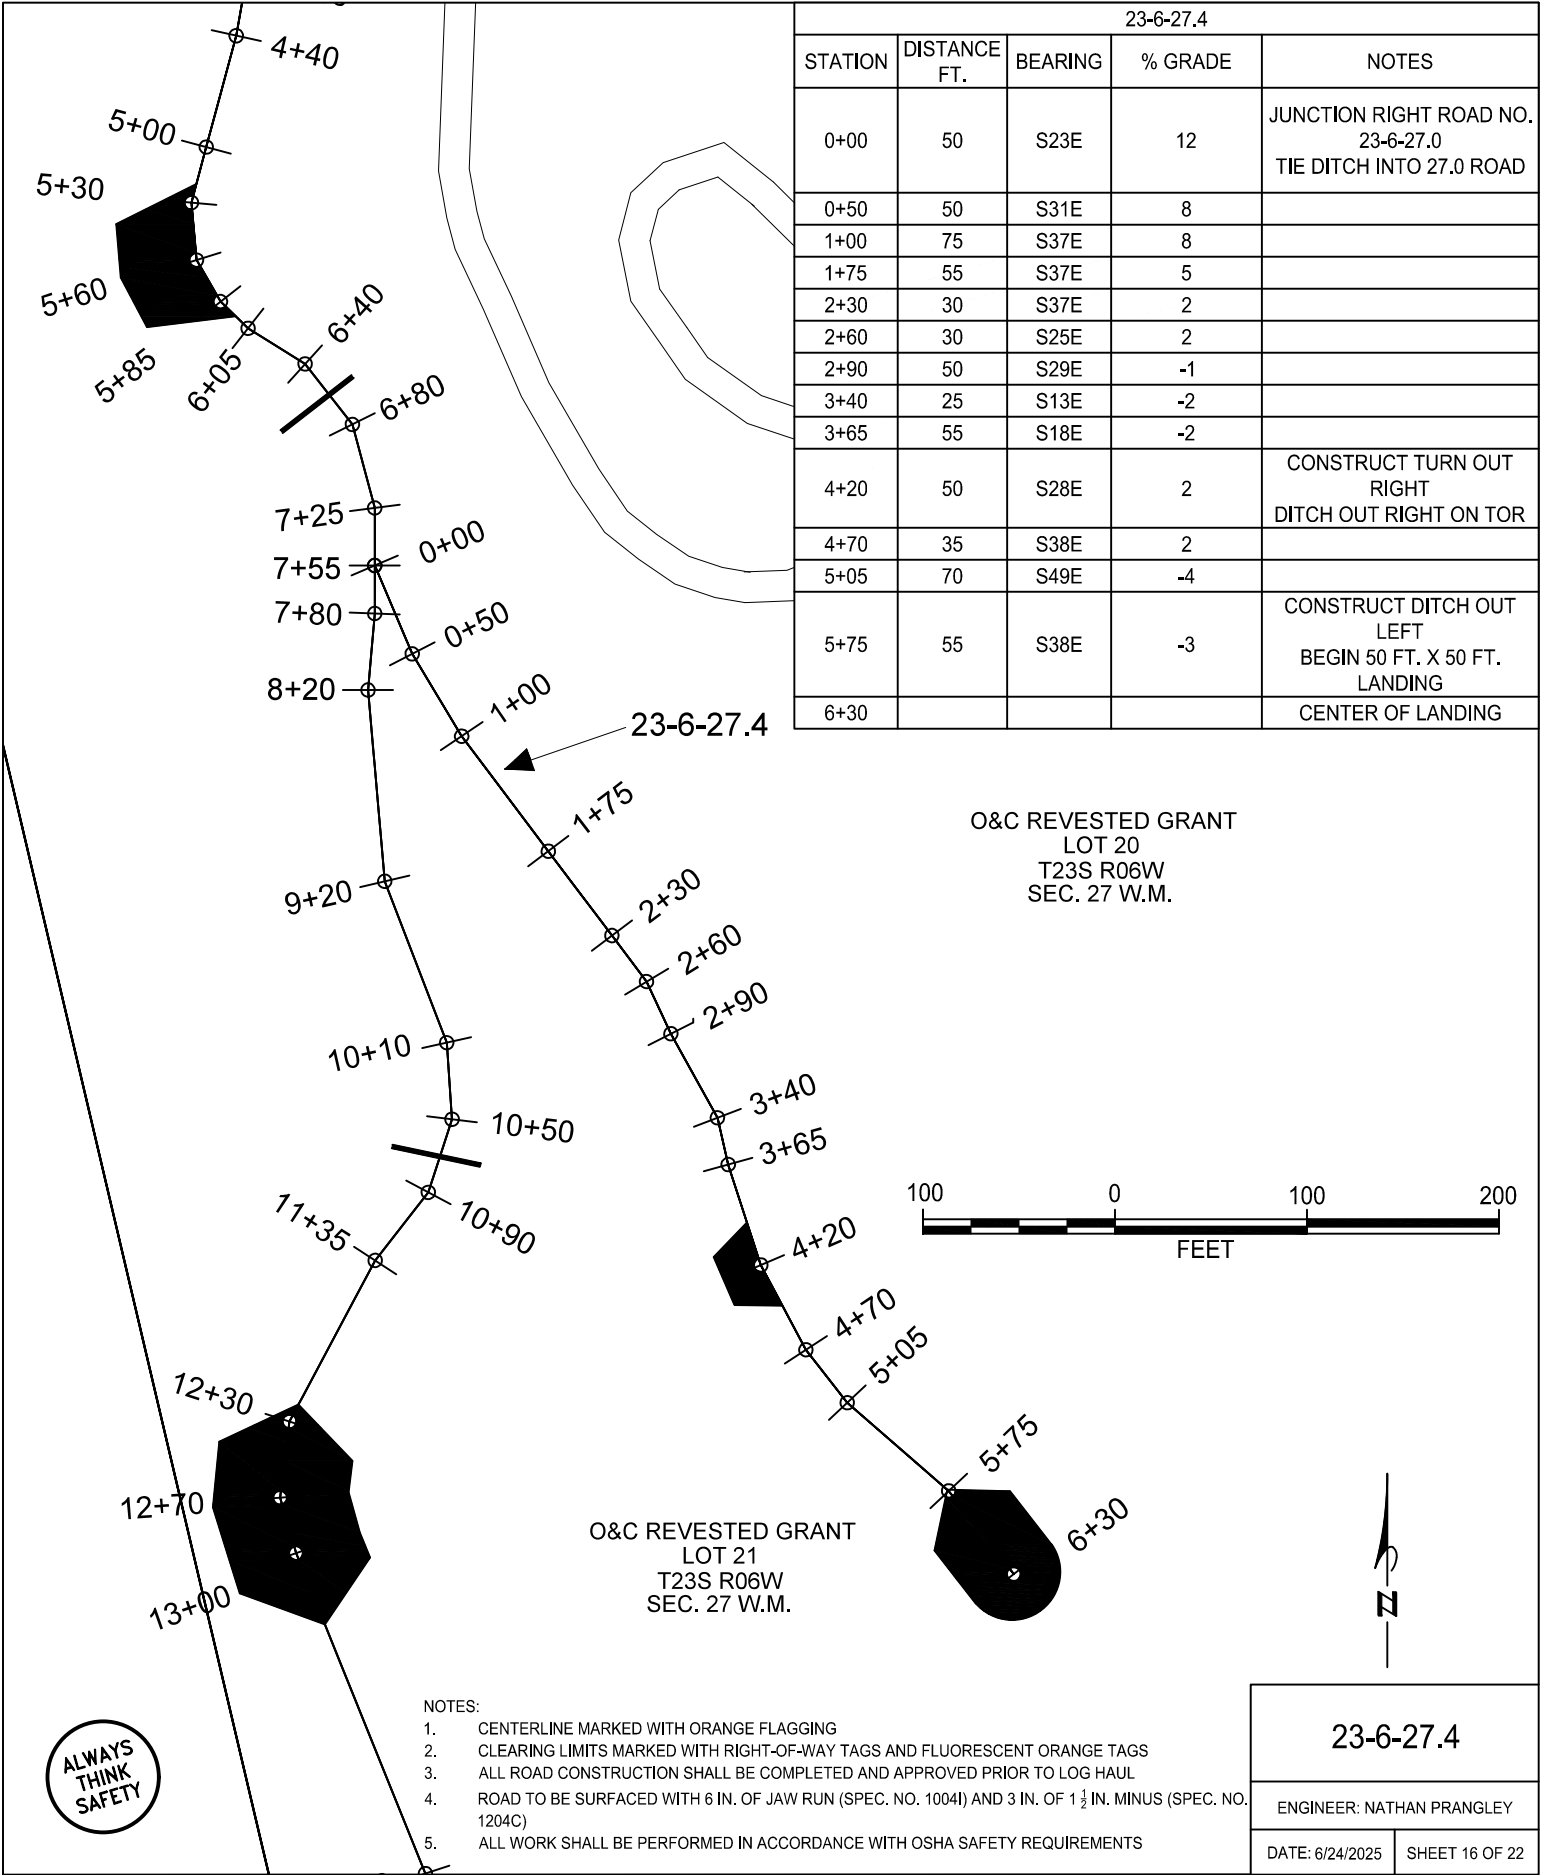 23-6-27.4
STATION DISTANCE FT. BEARING % GRADE NOTES
0+00 50 S23E 12 JUNCTION RIGHT ROAD NO.
23-6-27.0
TIE DITCH INTO 27.0 ROAD
0+50 50 S31E 8
1+00 75 S37E 8
1+75 55 S37E 5
2+30 30 S37E 2
2+60 30 S25E 2
2+90 50 S29E -1
3+40 25 S13E -2
3+65 55 S18E -2
4+20 50 S28E 2 CONSTRUCT TURN OUT
RIGHT
DITCH OUT RIGHT ON TOR
4+70 35 S38E 2
5+05 70 S49E -4
5+75 55 S38E -3 CONSTRUCT DITCH OUT
LEFT
BEGIN 50 FT. X 50 FT.
LANDING
6+30 CENTER OF LANDING
4+40
5+00
5+30
5+60
5+85
6+05
6+40
6+80
7+25
7+55
7+80
8+20
9+20
10+10
10+50
10+90
11+35
12+30
12+70
13+00
0+00
0+50
1+00
23-6-27.4
1+75
2+30
2+60
2+90
3+40
3+65
4+20
4+70
5+05
5+75
6+30
O&C REVESTED GRANT
LOT 20
T23S R06W
SEC. 27 W.M.
100 0 100 200
FEET
O&C REVESTED GRANT
LOT 21
T23S R06W
SEC. 27 W.M.
N
ALWAYS
THINK
SAFETY
NOTES:
1. CENTERLINE MARKED WITH ORANGE FLAGGING
2. CLEARING LIMITS MARKED WITH RIGHT-OF-WAY TAGS AND FLUORESCENT ORANGE TAGS
3. ALL ROAD CONSTRUCTION SHALL BE COMPLETED AND APPROVED PRIOR TO LOG HAUL
4. ROAD TO BE SURFACED WITH 6 IN. OF JAW RUN (SPEC. NO. 1004I) AND 3 IN. OF 1 ½ IN. MINUS (SPEC. NO.
1204C)
5. ALL WORK SHALL BE PERFORMED IN ACCORDANCE WITH OSHA SAFETY REQUIREMENTS
23-6-27.4
ENGINEER: NATHAN PRANGLEY
DATE: 6/24/2025 SHEET 16 OF 22